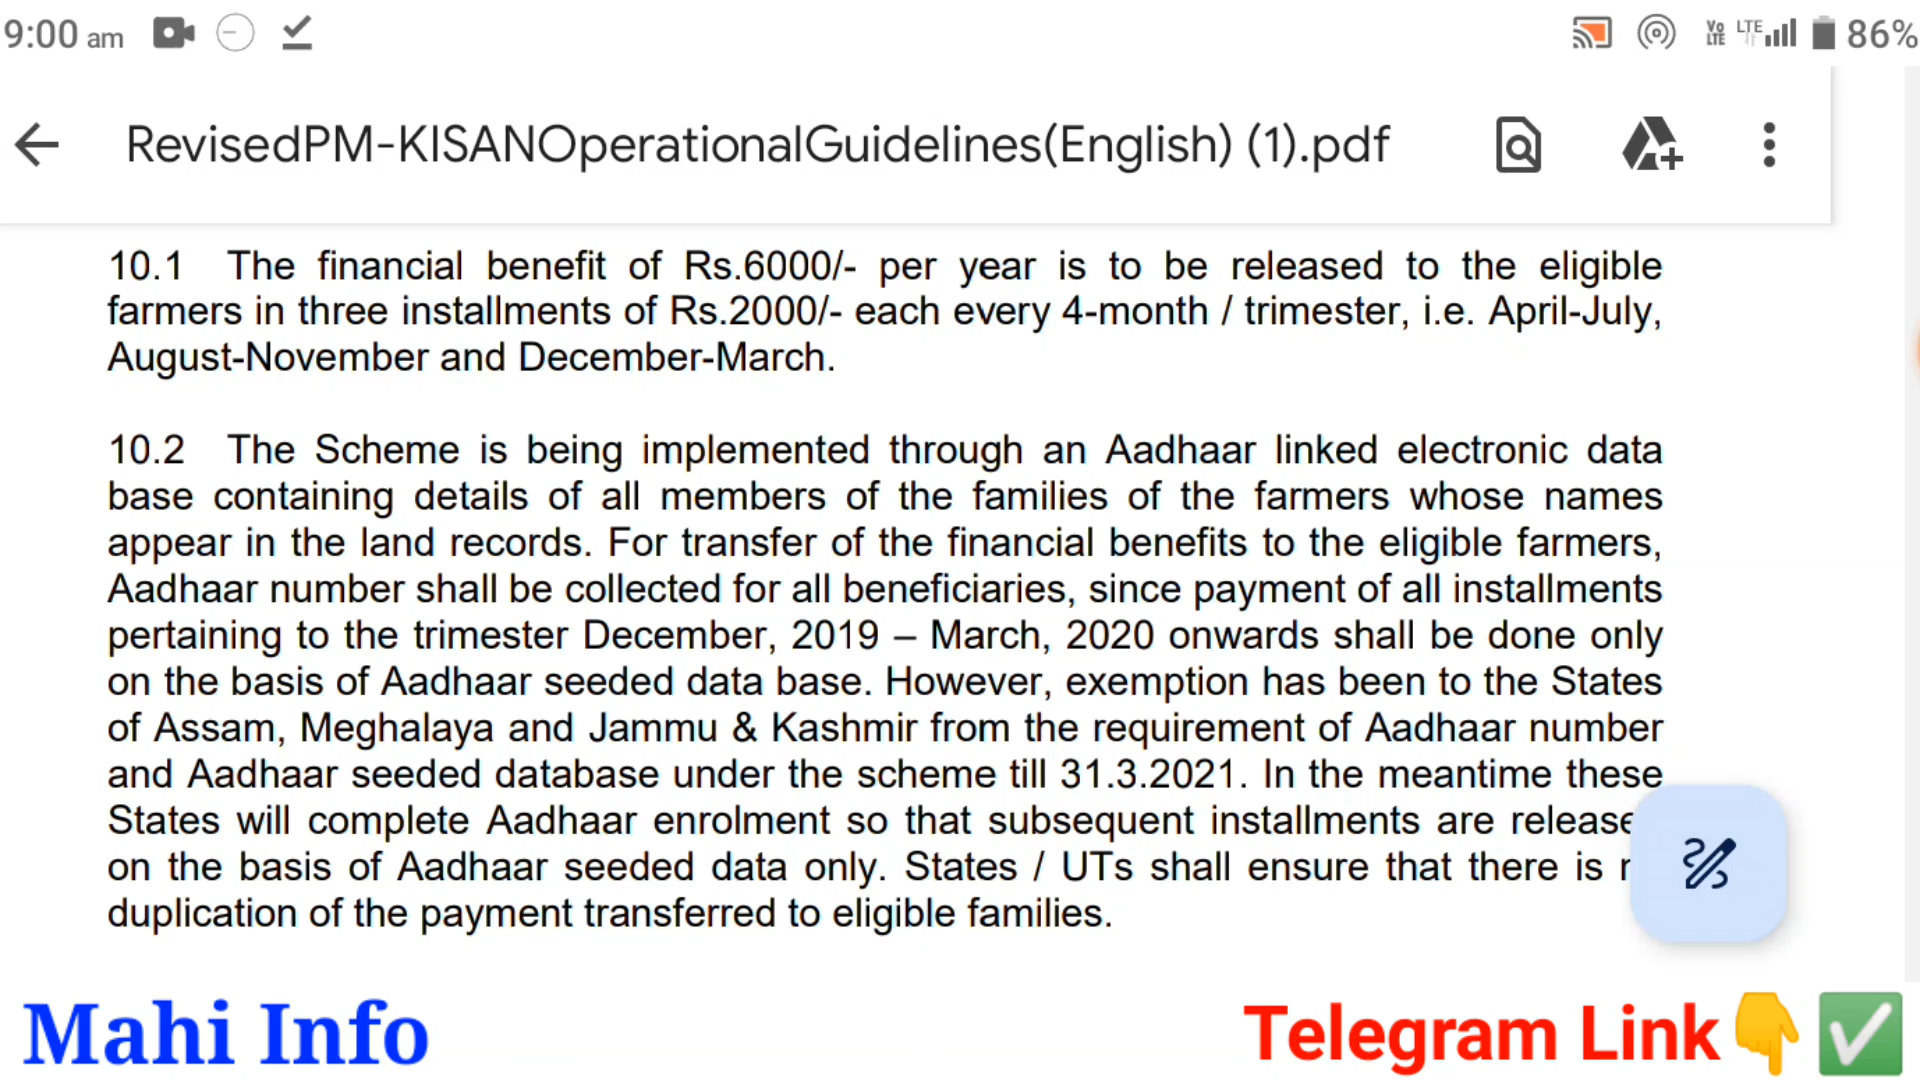 9:00 am Vo LTE LTE 86%
RevisedPM-KISANOperationalGuidelines(English) (1).pdf
10.1 The financial benefit of Rs.6000/- per year is to be released to the eligible
farmers in three installments of Rs.2000/- each every 4-month / trimester, i.e. April-July,
August-November and December-March.
10.2 The Scheme is being implemented through an Aadhaar linked electronic data
base containing details of all members of the families of the farmers whose names
appear in the land records. For transfer of the financial benefits to the eligible farmers,
Aadhaar number shall be collected for all beneficiaries, since payment of all installments
pertaining to the trimester December, 2019 – March, 2020 onwards shall be done only
on the basis of Aadhaar seeded data base. However, exemption has been to the States
of Assam, Meghalaya and Jammu & Kashmir from the requirement of Aadhaar number
and Aadhaar seeded database under the scheme till 31.3.2021. In the meantime these
States will complete Aadhaar enrolment so that subsequent installments are release
on the basis of Aadhaar seeded data only. States / UTs shall ensure that there is
duplication of the payment transferred to eligible families.
Mahi Info Telegram Link